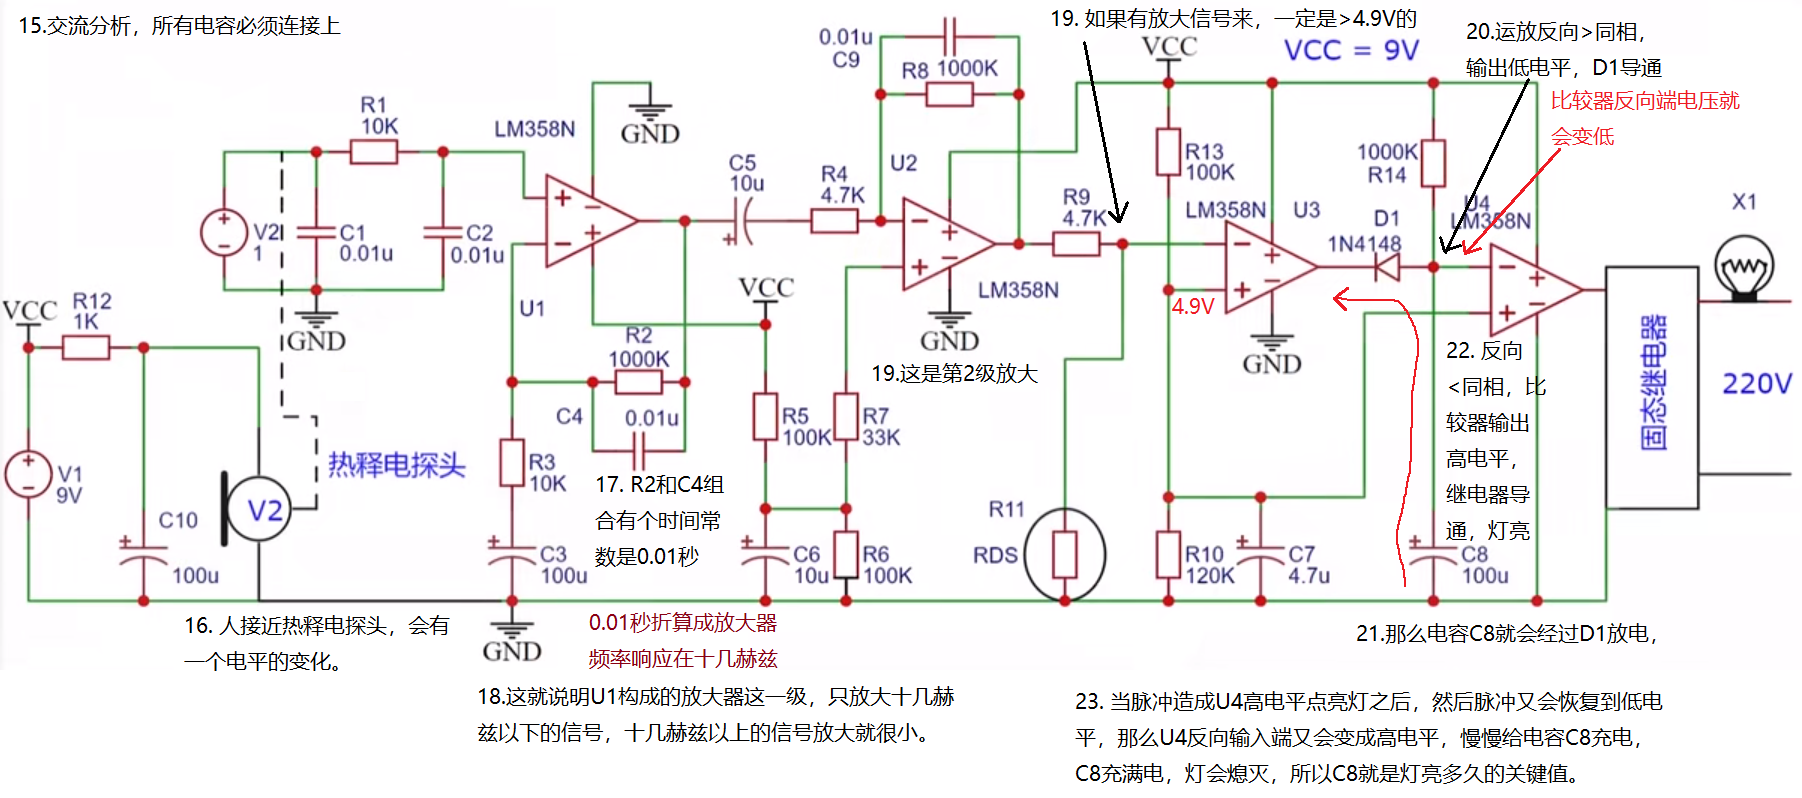 15.交流分析，所有电容必须连接上
19. 如果有放大信号来，一定是>4.9V的
VCC = 9V
20.运放反向>同相，
输出低电平，D1导通
比较器反向端电压就
会变低
VCC
0.01u
C9
R8 1000K
R1
10K
LM358N
GND
C5
10u
R4
4.7K
U2
R9
4.7K
R13
100K
LM358N
U3
1000K
R14
D1
1N4148
U4
LM358N
X1
V2
1
C1
0.01u
C2
0.01u
U1
GND
VCC
R12
1K
VCC
LM358N
GND
4.9V
GND
R2
1000K
C4
0.01u
19.这是第2级放大
22. 反向
<同相，比
较器输出
高电平，
继电器导
通，灯亮
固态继电器
220V
R5
100K
R7
33K
V1
9V
热释电探头
V2
R3
10K
17. R2和C4组
合有个时间常
数是0.01秒
C10
100u
C3
100u
C6
10u
R6
100K
R11
RDS
R10
120K
C7
4.7u
C8
100u
16. 人接近热释电探头，会有
一个电平的变化。
GND
0.01秒折算成放大器
频率响应在十几赫兹
21.那么电容C8就会经过D1放电，
18.这就说明U1构成的放大器这一级，只放大十几赫
兹以下的信号，十几赫兹以上的信号放大就很小。
23. 当脉冲造成U4高电平点亮灯之后，然后脉冲又会恢复到低电
平，那么U4反向输入端又会变成高电平，慢慢给电容C8充电，
C8充满电，灯会熄灭，所以C8就是灯亮多久的关键值。